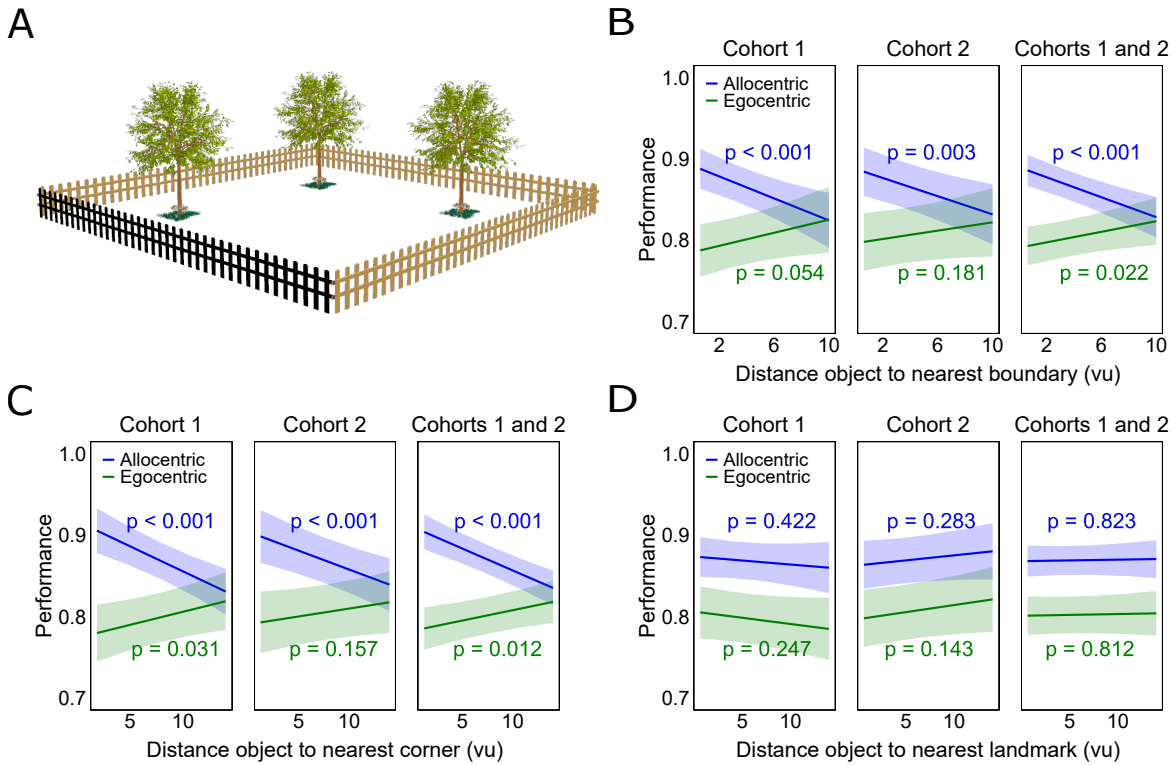 A
B
Cohort 1 Cohort 2 Cohorts 1 and 2
1.0
0.9
0.8
0.7
Performance
Allocentric
Egocentric
p < 0.001 p = 0.003 p < 0.001
p = 0.054 p = 0.181 p = 0.022
2 6 10 2 6 10 2 6 10
Distance object to nearest boundary (vu)
C
Cohort 1 Cohort 2 Cohorts 1 and 2
1.0
0.9
0.8
0.7
Performance
Allocentric
Egocentric
p < 0.001 p < 0.001 p < 0.001
p = 0.031 p = 0.157 p = 0.012
5 10 5 10 5 10
Distance object to nearest corner (vu)
D
Cohort 1 Cohort 2 Cohorts 1 and 2
1.0
0.9
0.8
0.7
Performance
Allocentric
Egocentric
p = 0.422 p = 0.283 p = 0.823
p = 0.247 p = 0.143 p = 0.812
5 10 5 10 5 10
Distance object to nearest landmark (vu)